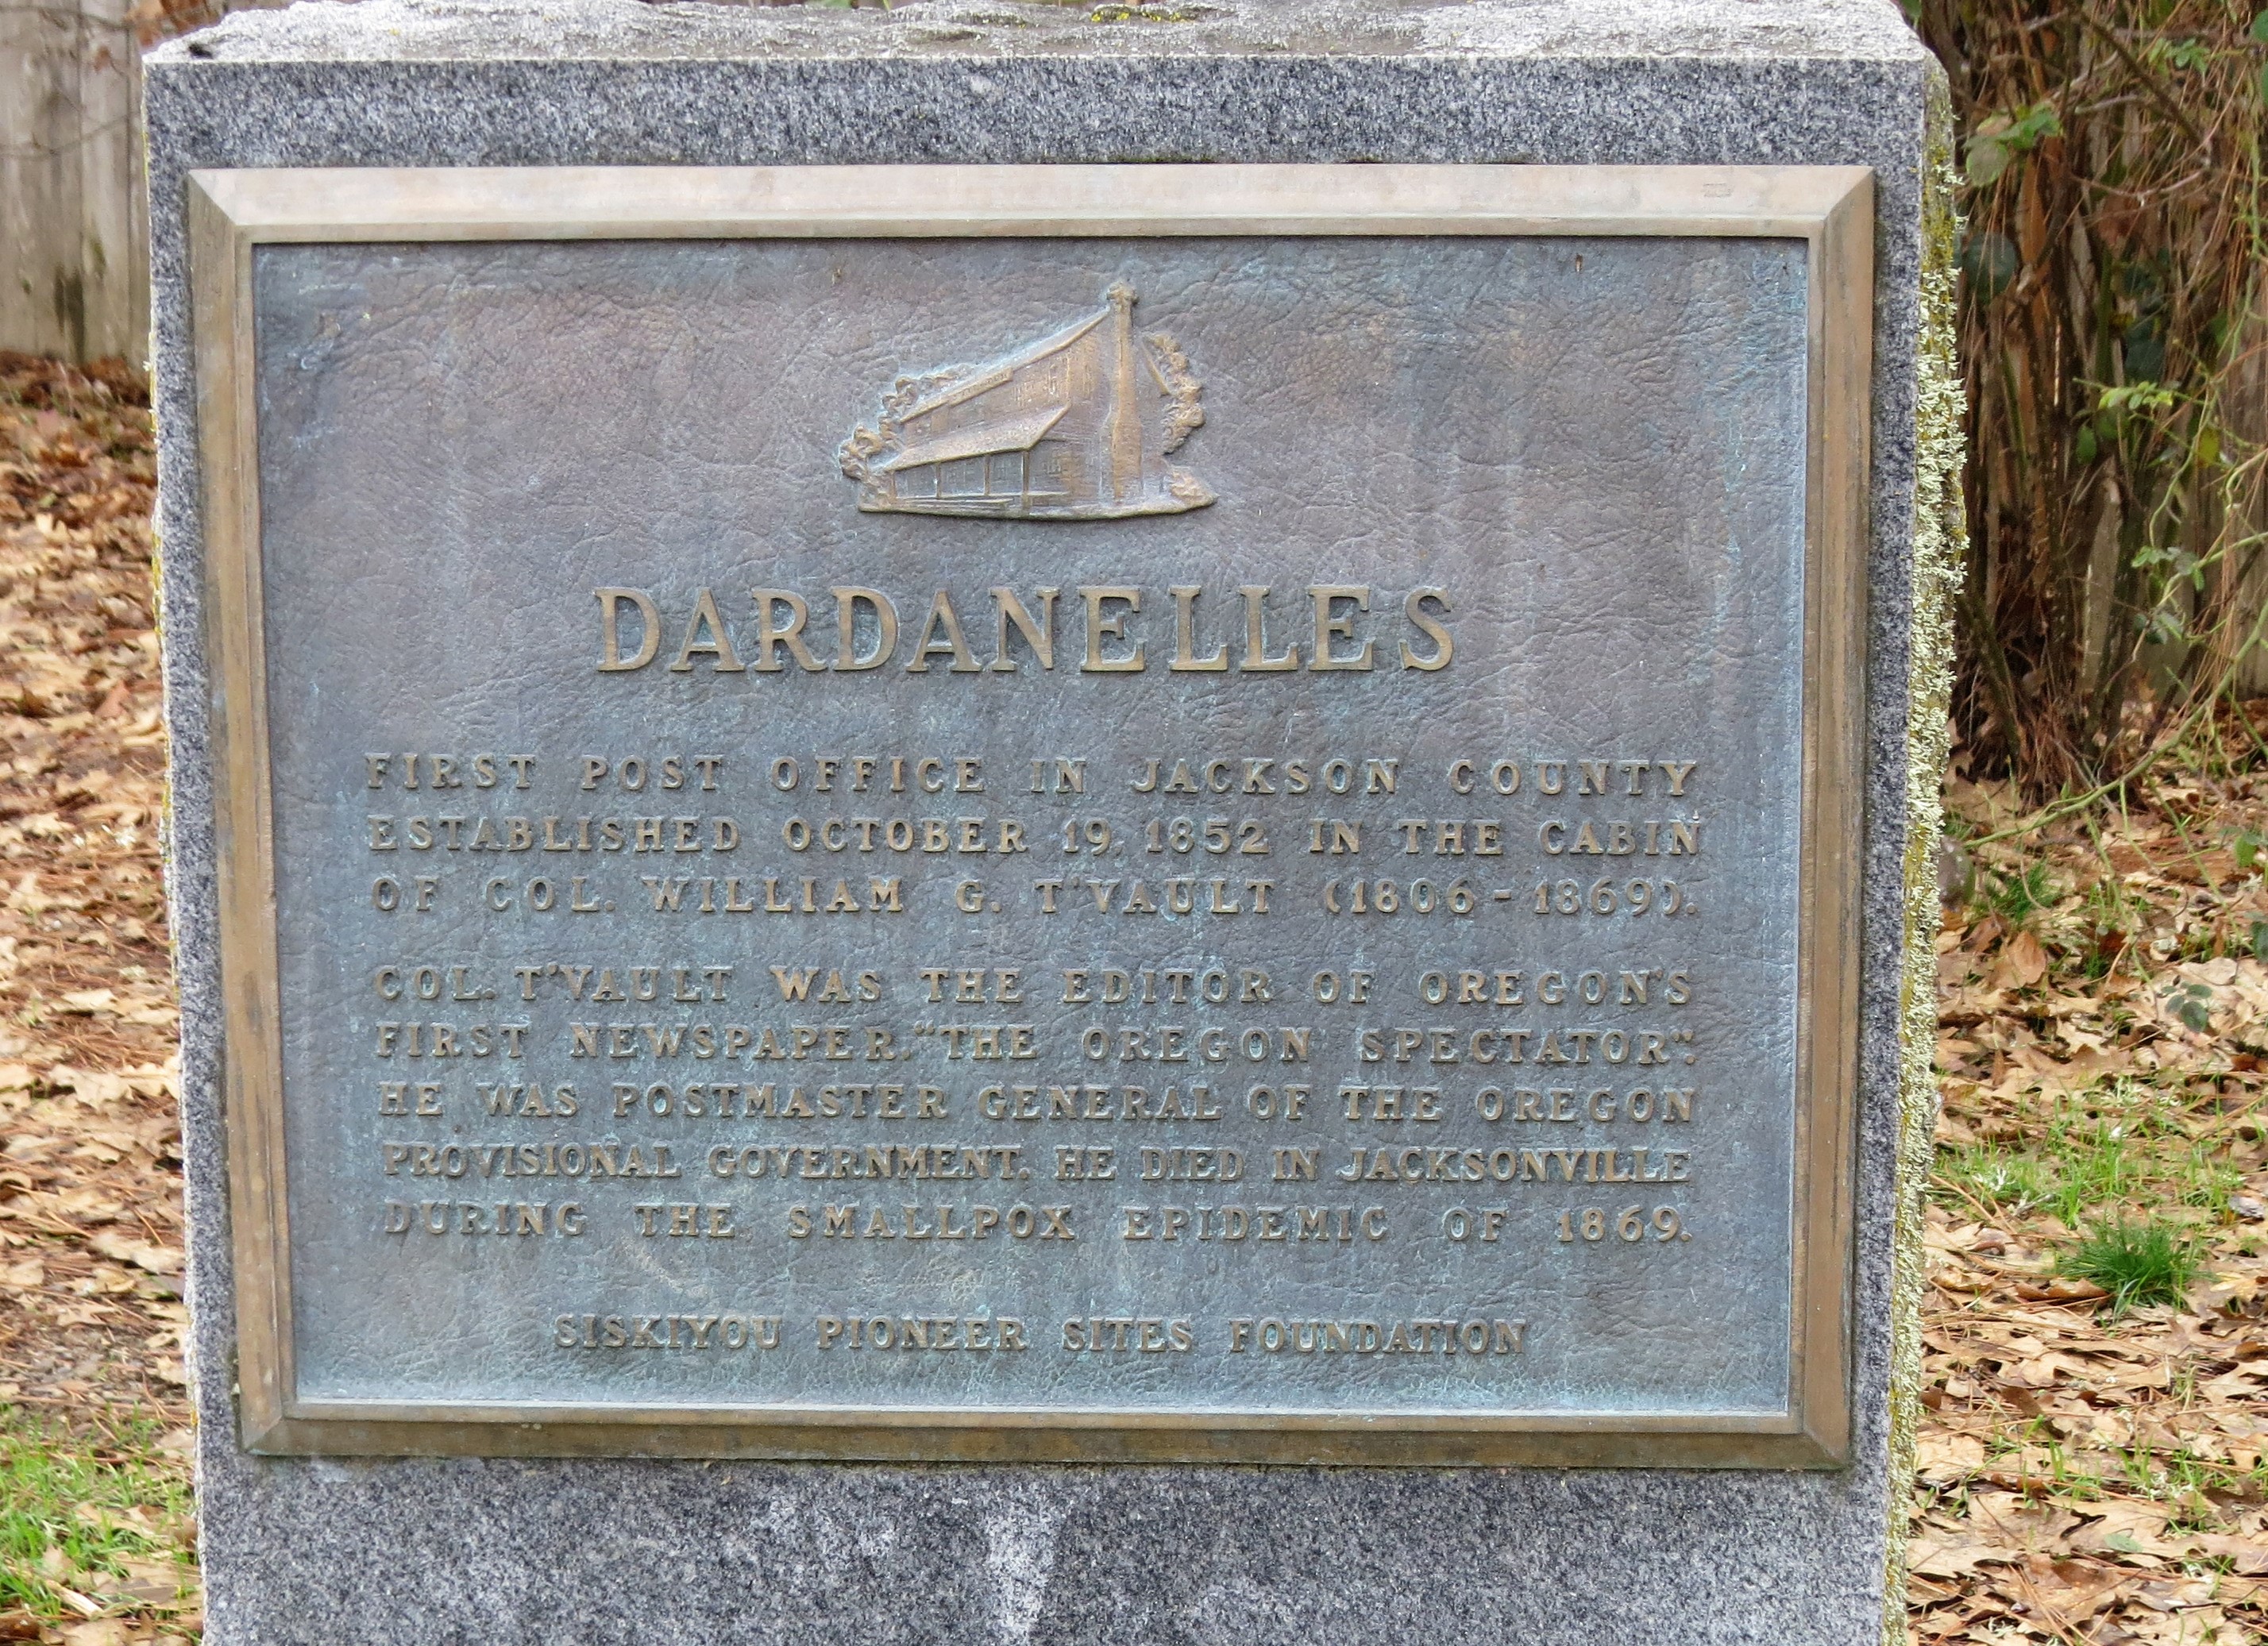 DARDANELLES
FIRST POST OFFICE IN JACKSON COUNTY
ESTABLISHED OCTOBER 19, 1852 IN THE CABIN
OF COL. WILLIAM G. T'VAULT (1806 - 1869).
COL. T'VAULT WAS THE EDITOR OF OREGON'S
FIRST NEWSPAPER, "THE OREGON SPECTATOR".
HE WAS POSTMASTER GENERAL OF THE OREGON
PROVISIONAL GOVERNMENT. HE DIED IN JACKSONVILLE
DURING THE SMALLPOX EPIDEMIC OF 1869.
SISKIYOU PIONEER SITES FOUNDATION